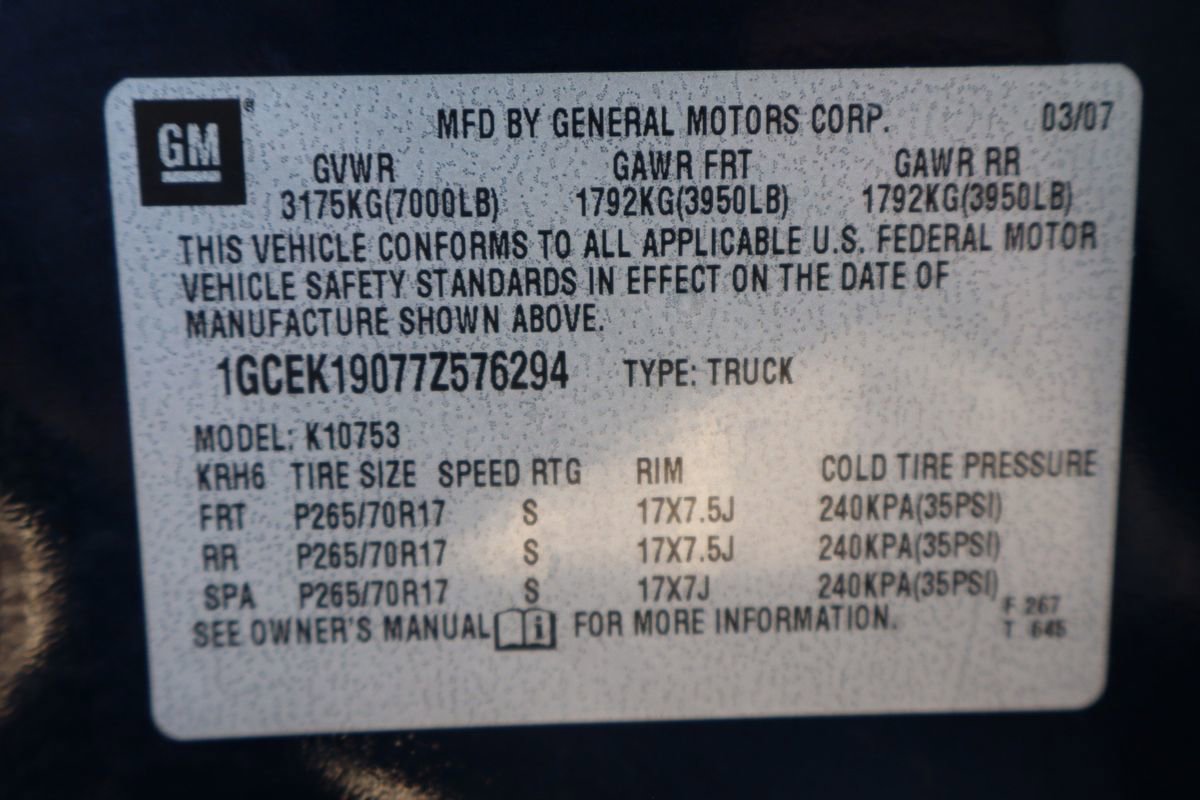 GM ® MFD BY GENERAL MOTORS CORP. 03/07
GVWR GAWR FRT GAWR RR
3175KG(7000LB) 1792KG(3950LB) 1792KG(3950LB)
THIS VEHICLE CONFORMS TO ALL APPLICABLE U.S. FEDERAL MOTOR
VEHICLE SAFETY STANDARDS IN EFFECT ON THE DATE OF
MANUFACTURE SHOWN ABOVE.
1GCEK19077Z576294 TYPE: TRUCK
MODEL: K10753
KRH6 TIRE SIZE SPEED RTG RIM COLD TIRE PRESSURE
FRT P265/70R17 S 17X7.5J 240KPA(35PSI)
RR P265/70R17 S 17X7.5J 240KPA(35PSI)
SPA P265/70R17 S 17X7J 240KPA(35PSI)
F 267
SEE OWNER'S MANUAL i FOR MORE INFORMATION. T 645